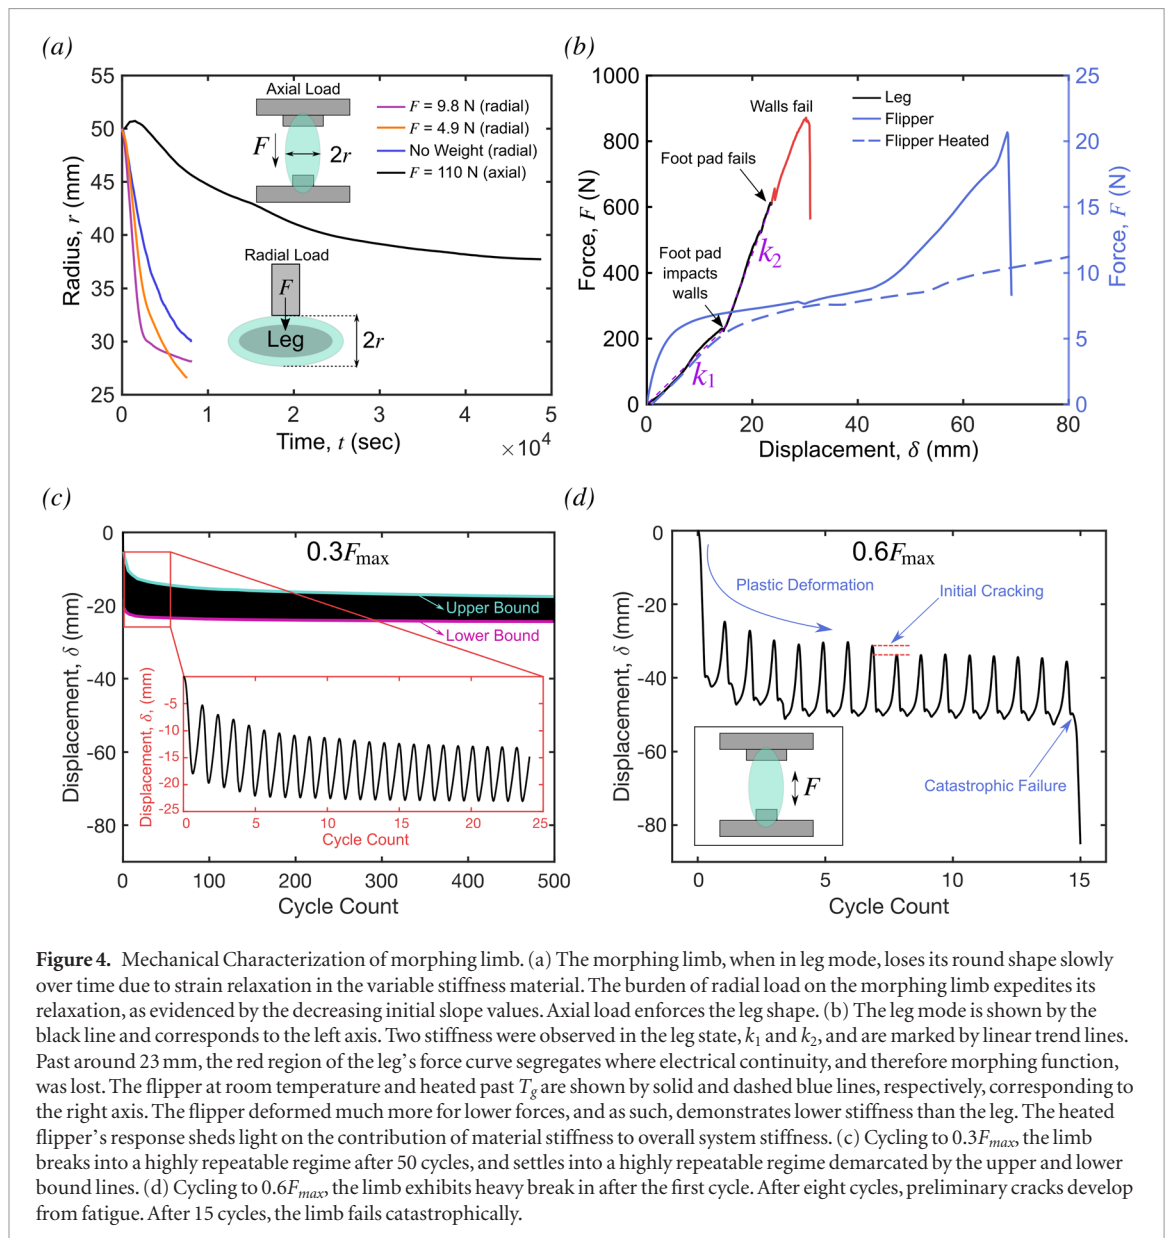 (a)
55
50
45
40
35
30
25
Radius, r (mm)
0
1
2
3
4
5
Time, t (sec)
×10⁴
Axial Load
F
2r
F = 9.8 N (radial)
F = 4.9 N (radial)
No Weight (radial)
F = 110 N (axial)
Radial Load
F
Leg
2r
(b)
1000
800
600
400
200
0
Force, F (N)
0
20
40
60
80
Displacement, δ (mm)
25
20
15
10
5
0
Force, F (N)
Walls fail
Leg
Flipper
Flipper Heated
Foot pad fails
Foot pad
impacts
walls
k₂
k₁
(c)
0
-20
-40
-60
-80
Displacement, δ (mm)
0
100
200
300
400
500
Cycle Count
0.3Fmax
Upper Bound
Lower Bound
-5
-10
-15
-20
-25
Displacement, δ, (mm)
0
5
10
15
20
25
Cycle Count
(d)
0
-20
-40
-60
-80
Displacement, δ (mm)
0
5
10
15
Cycle Count
0.6Fmax
Plastic Deformation
Initial Cracking
Catastrophic Failure
F
Figure 4. Mechanical Characterization of morphing limb. (a) The morphing limb, when in leg mode, loses its round shape slowly
over time due to strain relaxation in the variable stiffness material. The burden of radial load on the morphing limb expedites its
relaxation, as evidenced by the decreasing initial slope values. Axial load enforces the leg shape. (b) The leg mode is shown by the
black line and corresponds to the left axis. Two stiffness were observed in the leg state, k₁ and k₂, and are marked by linear trend lines.
Past around 23 mm, the red region of the leg's force curve segregates where electrical continuity, and therefore morphing function,
was lost. The flipper at room temperature and heated past Tg are shown by solid and dashed blue lines, respectively, corresponding to
the right axis. The flipper deformed much more for lower forces, and as such, demonstrates lower stiffness than the leg. The heated
flipper's response sheds light on the contribution of material stiffness to overall system stiffness. (c) Cycling to 0.3Fmax, the limb
breaks into a highly repeatable regime after 50 cycles, and settles into a highly repeatable regime demarcated by the upper and lower
bound lines. (d) Cycling to 0.6Fmax, the limb exhibits heavy break in after the first cycle. After eight cycles, preliminary cracks develop
from fatigue. After 15 cycles, the limb fails catastrophically.